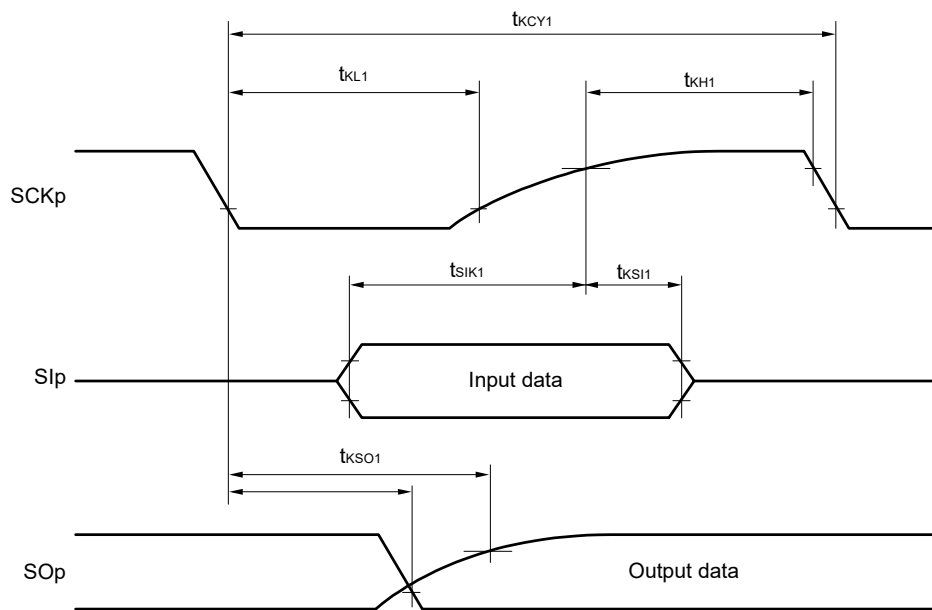 tKCY1
tKL1
tKH1
SCKp
tSIK1
tKSI1
SIp
Input data
tKSO1
SOp
Output data